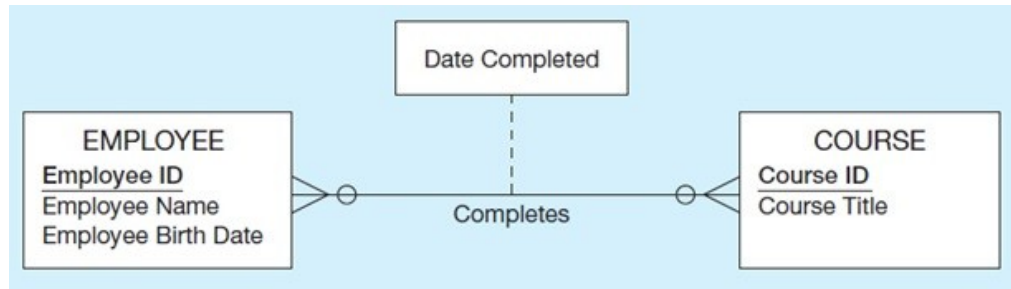 Date Completed
EMPLOYEE
Employee ID
Employee Name
Employee Birth Date
Completes
COURSE
Course ID
Course Title